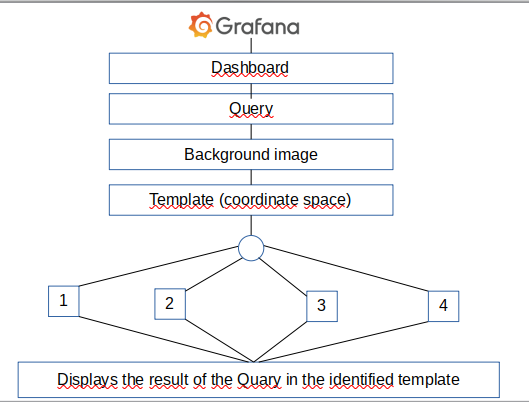 Grafana
Dashboard
Query
Background image
Template (coordinate space)
1
2
3
4
Displays the result of the Quary in the identified template